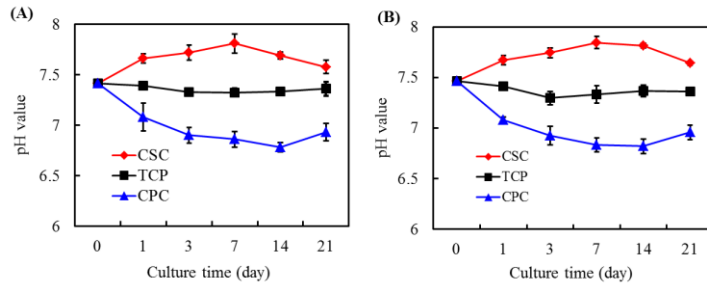 (A)
8
7.5
7
6.5
6
pH value
CSC
TCP
CPC
0 1 3 7 14 21
Culture time (day)
(B)
8
7.5
7
6.5
6
pH value
CSC
TCP
CPC
0 1 3 7 14 21
Culture time (day)